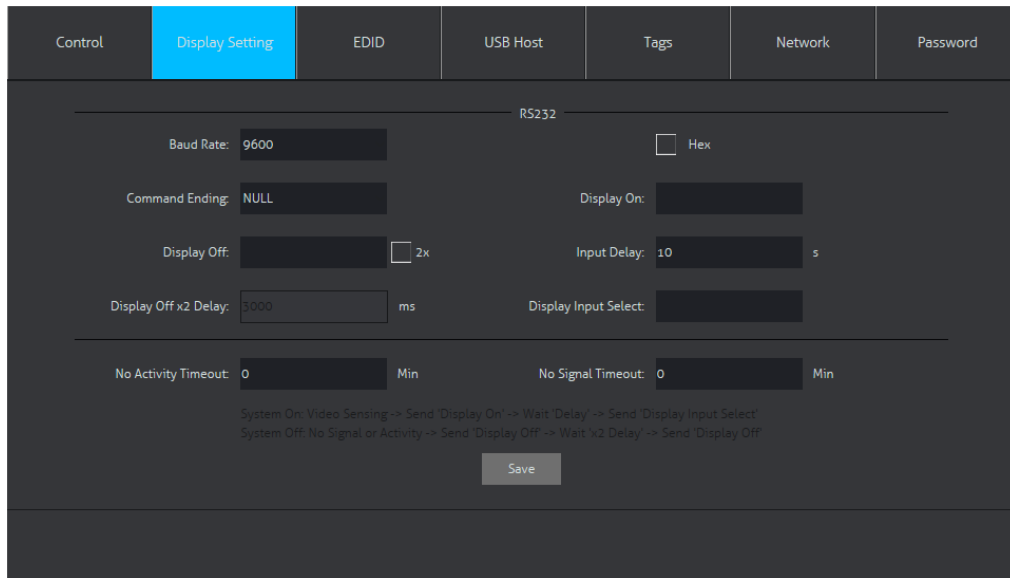 Control Display Setting EDID USB Host Tags Network Password
RS232
Baud Rate: 9600 Hex
Command Ending: NULL Display On:
Display Off: 2x Input Delay: 10 s
Display Off x2 Delay: 3000 ms Display Input Select:
No Activity Timeout: 0 Min No Signal Timeout: 0 Min
System On: Video Sensing -> Send 'Display On' -> Wait 'Delay' -> Send 'Display Input Select'
System Off: No Signal or Activity -> Send 'Display Off' -> Wait 'x2 Delay' -> Send 'Display Off'
Save